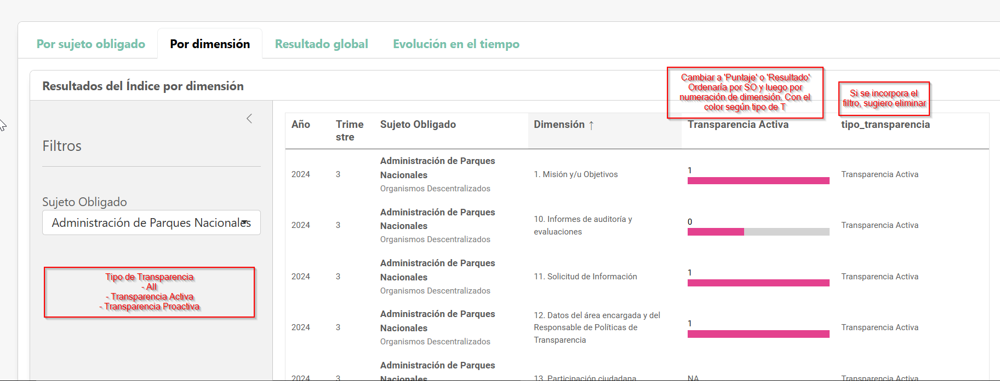 Por sujeto obligado
Por dimensión
Resultado global
Evolución en el tiempo
Resultados del Índice por dimensión
Cambiar a 'Puntaje' o 'Resultado'
Ordenaría por SO y luego por
numeración de dimensión. Con el
color según tipo de T
Si se incorpora el
filtro, sugiero eliminar
Filtros
Sujeto Obligado
Administración de Parques Nacionales
Tipo de Transparencia
- All
- Transparencia Activa
- Transparencia Proactiva
Año
Trime
stre
Sujeto Obligado
Dimensión ↑
Transparencia Activa
tipo_transparencia
2024
3
Administración de Parques
Nacionales
Organismos Descentralizados
1. Misión y/u Objetivos
1
Transparencia Activa
2024
3
Administración de Parques
Nacionales
Organismos Descentralizados
10. Informes de auditoría y
evaluaciones
0
Transparencia Activa
2024
3
Administración de Parques
Nacionales
Organismos Descentralizados
11. Solicitud de Información
1
Transparencia Activa
2024
3
Administración de Parques
Nacionales
Organismos Descentralizados
12. Datos del área encargada y del
Responsable de Políticas de
Transparencia
1
Transparencia Activa
2024
3
Administración de Parques
Nacionales
13. Participación ciudadana
NA
Transparencia Activa